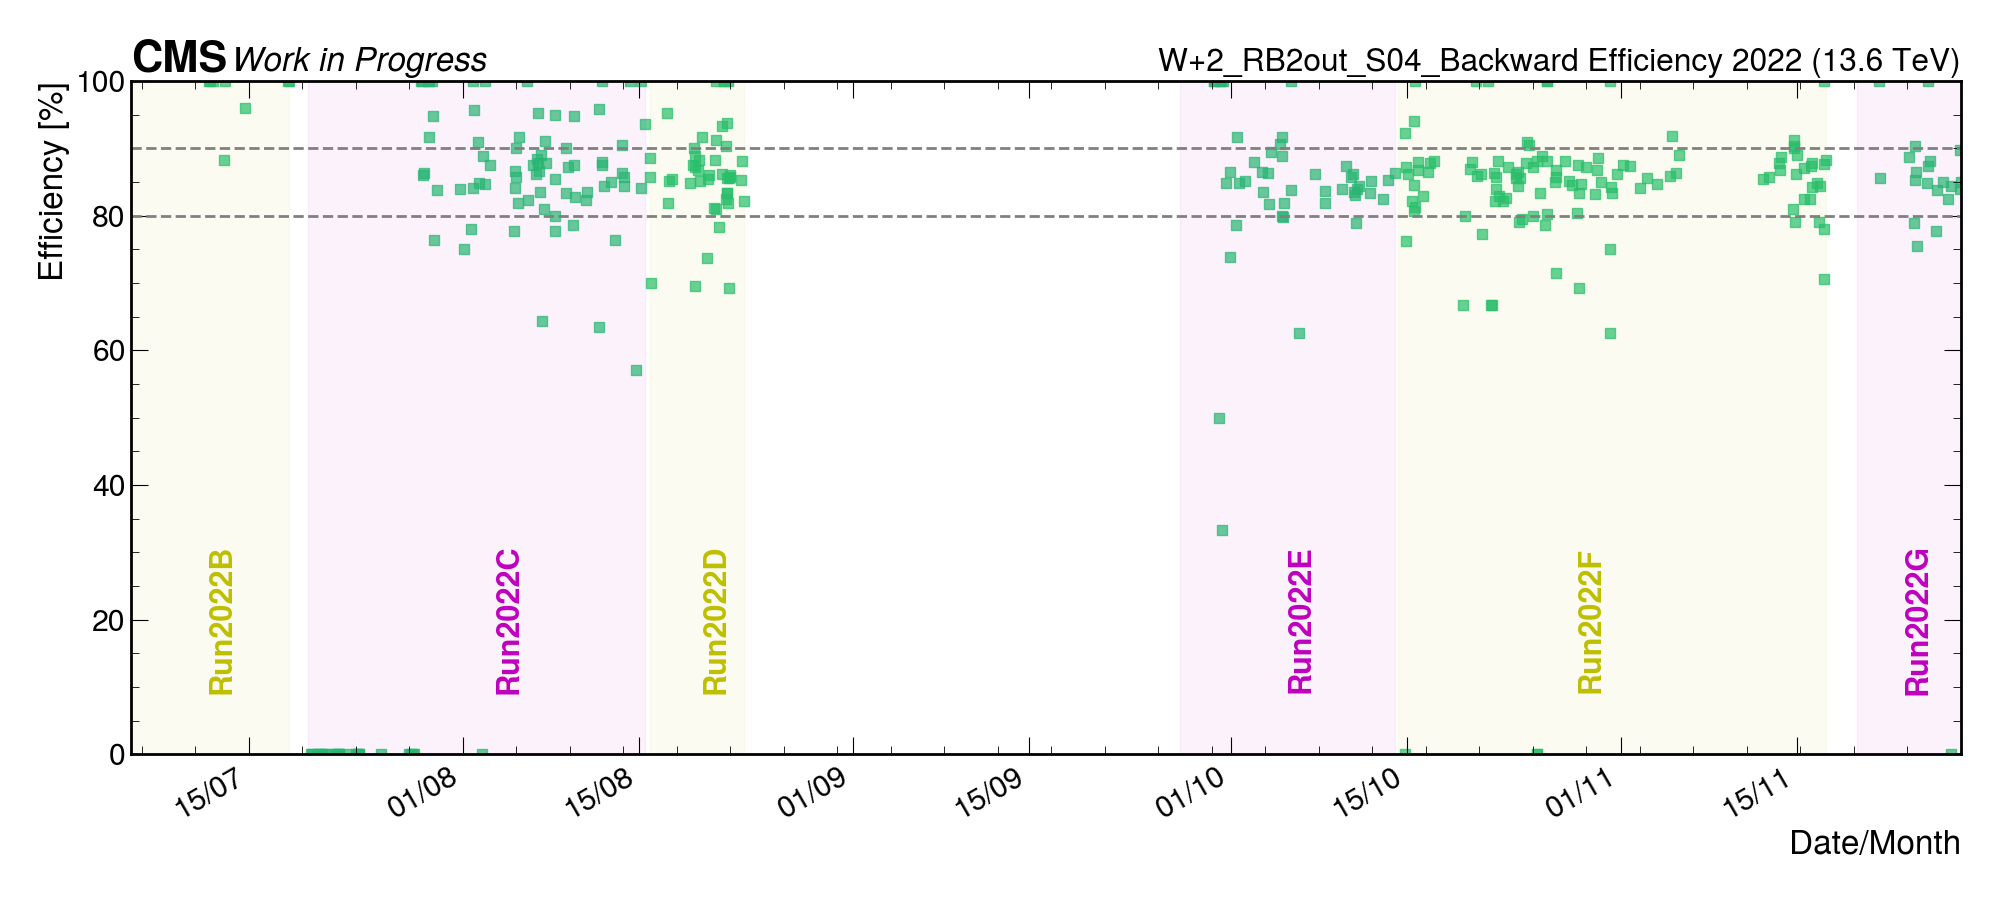 CMS Work in Progress
W+2_RB2out_S04_Backward Efficiency 2022 (13.6 TeV)
Efficiency [%]
100
80
60
40
20
0
Run2022B
Run2022C
Run2022D
Run2022E
Run2022F
Run2022G
15/07
01/08
15/08
01/09
15/09
01/10
15/10
01/11
15/11
Date/Month